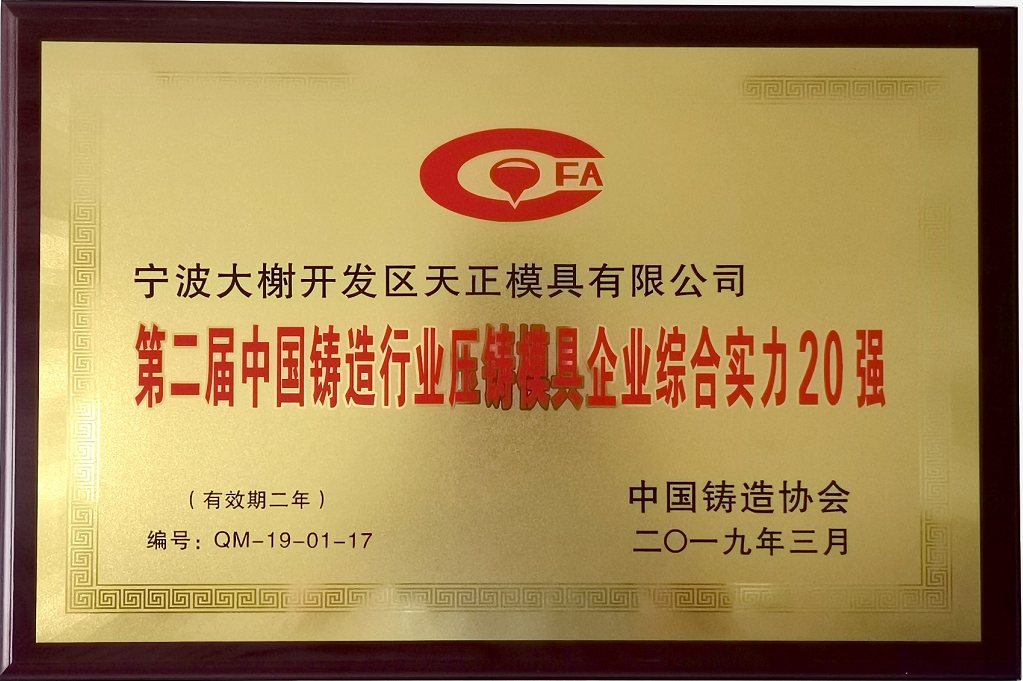 FA
宁波大榭开发区天正模具有限公司
第二届中国铸造行业压铸模具企业综合实力20强
（有效期二年）
编号：QM-19-01-17
中国铸造协会
二〇一九年三月